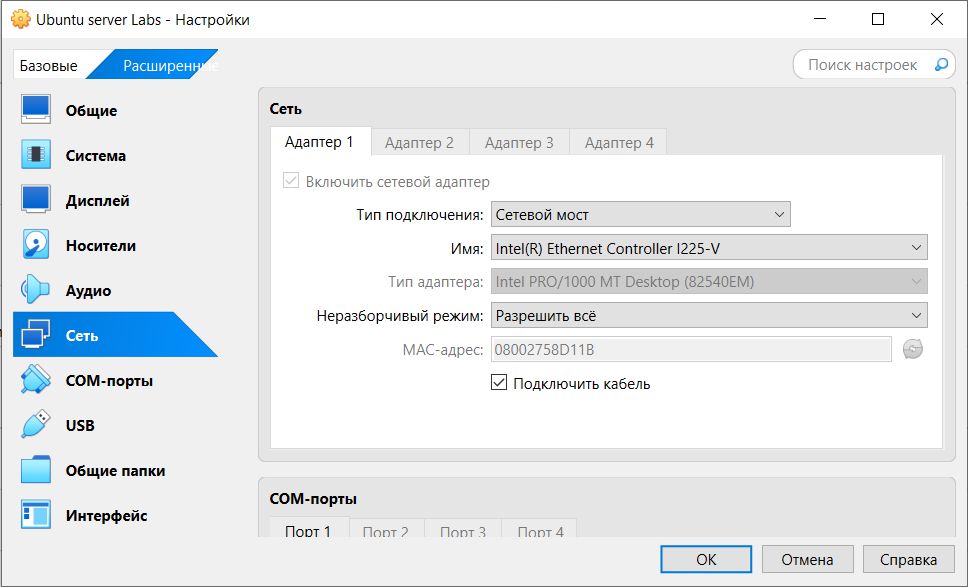 Ubuntu server Labs - Настройки
Базовые
Расширенные
Поиск настроек
Общие
Система
Дисплей
Носители
Аудио
Сеть
COM-порты
USB
Общие папки
Интерфейс
Сеть
Адаптер 1
Адаптер 2
Адаптер 3
Адаптер 4
Включить сетевой адаптер
Тип подключения: Сетевой мост
Имя: Intel(R) Ethernet Controller I225-V
Тип адаптера: Intel PRO/1000 MT Desktop (82540EM)
Неразборчивый режим: Разрешить всё
MAC-адрес: 08002758D11B
Подключить кабель
COM-порты
Порт 1
Порт 2
Порт 3
Порт 4
OK
Отмена
Справка